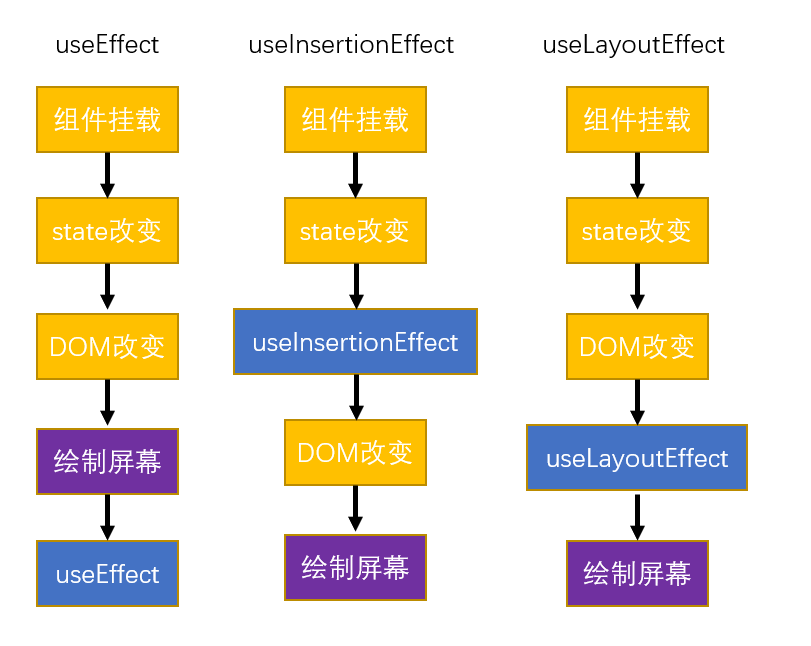 useEffect
组件挂载
state改变
DOM改变
绘制屏幕
useEffect
useInsertionEffect
组件挂载
state改变
useInsertionEffect
DOM改变
绘制屏幕
useLayoutEffect
组件挂载
state改变
DOM改变
useLayoutEffect
绘制屏幕